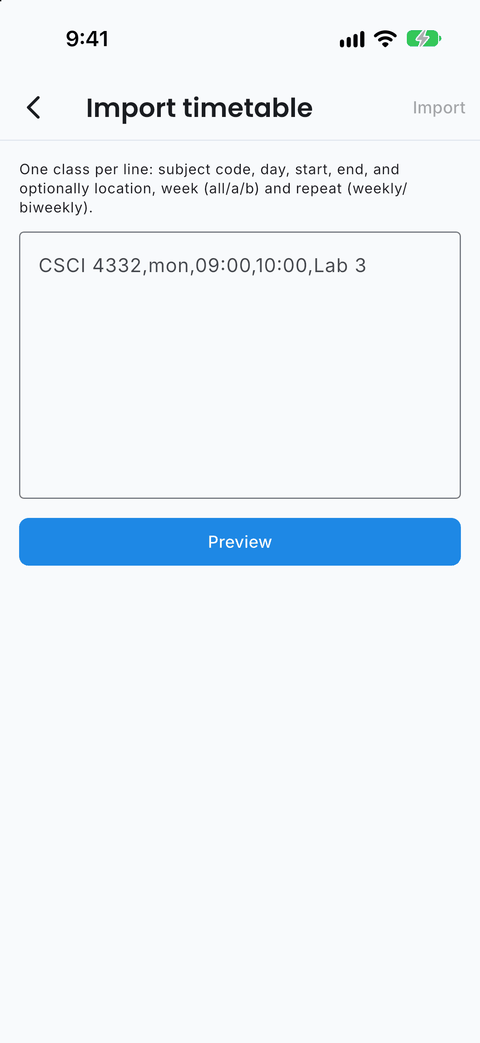 9:41
Import timetable
Import
One class per line: subject code, day, start, end, and
optionally location, week (all/a/b) and repeat (weekly/
biweekly).
CSCI 4332,mon,09:00,10:00,Lab 3
Preview